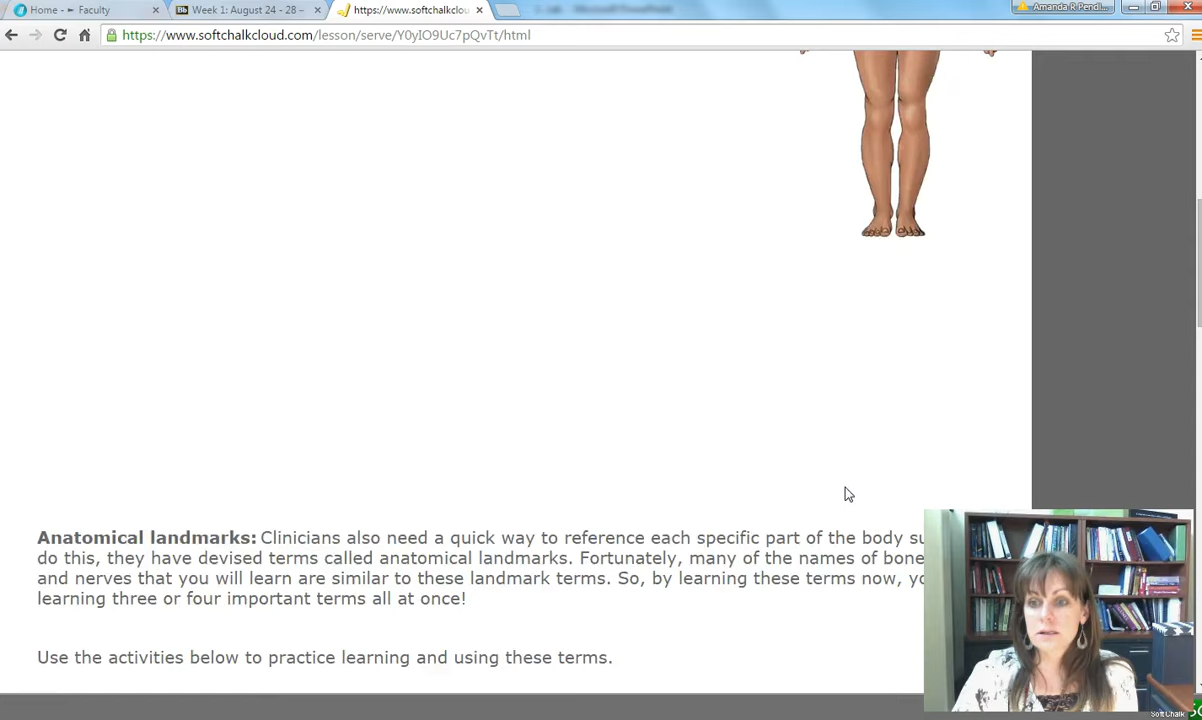 Home - ► Faculty
Bb
Week 1: August 24 - 28 –
https://www.softchalkclou
Amanda R Pendl...
https://www.softchalkcloud.com/lesson/serve/Y0yIO9Uc7pQvTt/html
Anatomical landmarks: Clinicians also need a quick way to reference each specific part of the body su
do this, they have devised terms called anatomical landmarks. Fortunately, many of the names of bone
and nerves that you will learn are similar to these landmark terms. So, by learning these terms now, yo
learning three or four important terms all at once!
Use the activities below to practice learning and using these terms.
SoftChalk